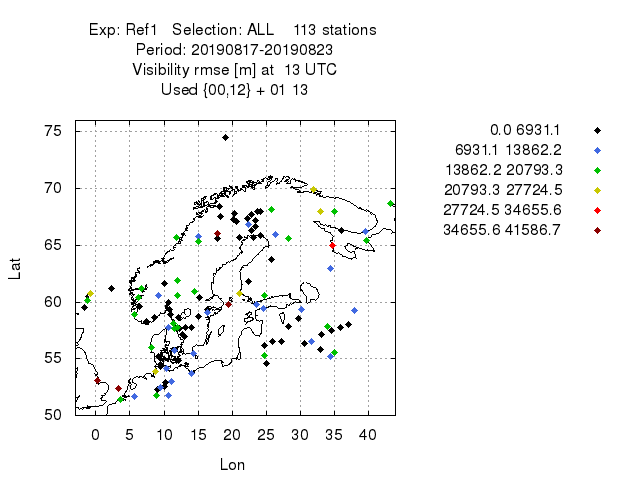 Exp: Ref1 Selection: ALL 113 stations
Period: 20190817-20190823
Visibility rmse [m] at 13 UTC
Used {00,12} + 01 13
0.0 6931.1
6931.1 13862.2
13862.2 20793.3
20793.3 27724.5
27724.5 34655.6
34655.6 41586.7
75
70
65
60
55
50
Lat
0 5 10 15 20 25 30 35 40
Lon